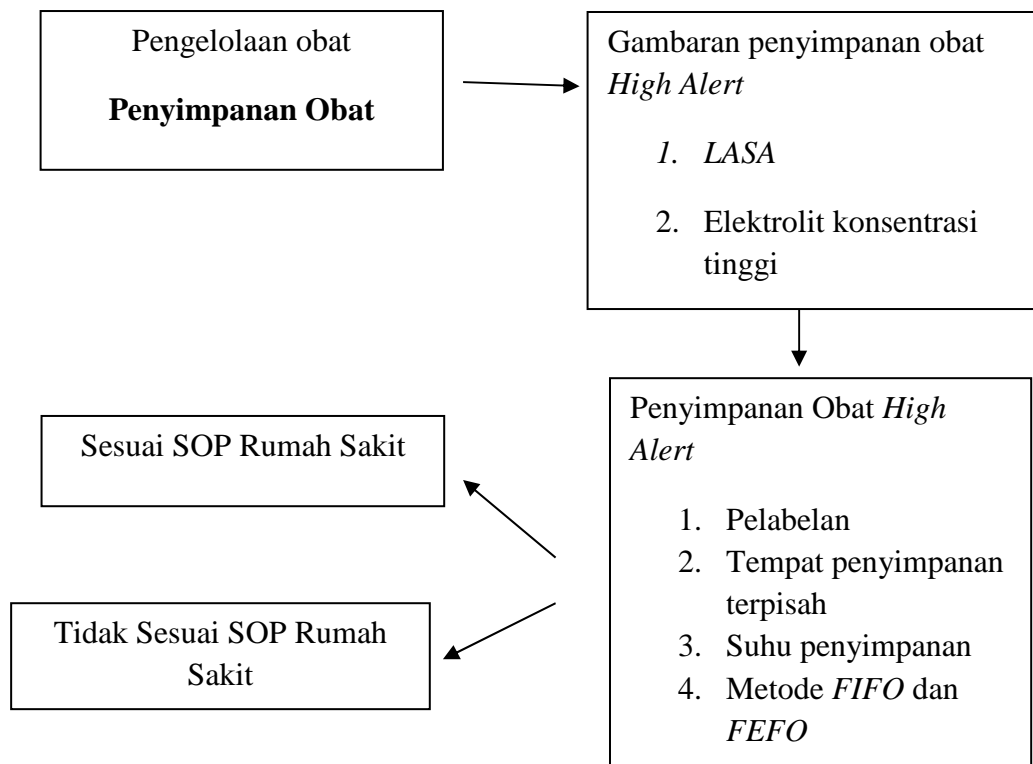 Pengelolaan obat
Penyimpanan Obat
Gambaran penyimpanan obat
High Alert
1. LASA
2. Elektrolit konsentrasi
tinggi
Penyimpanan Obat High
Alert
1. Pelabelan
2. Tempat penyimpanan
terpisah
3. Suhu penyimpanan
4. Metode FIFO dan
FEFO
Sesuai SOP Rumah Sakit
Tidak Sesuai SOP Rumah
Sakit